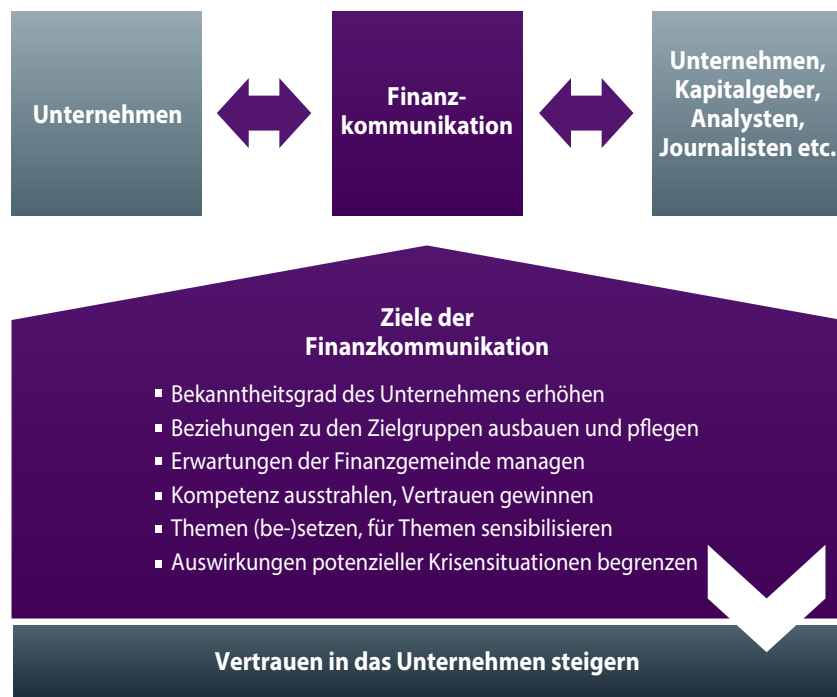 Unternehmen
Finanz-
kommunikation
Unternehmen,
Kapitalgeber,
Analysten,
Journalisten etc.
Ziele der
Finanzkommunikation
▪ Bekanntheitsgrad des Unternehmens erhöhen
▪ Beziehungen zu den Zielgruppen ausbauen und pflegen
▪ Erwartungen der Finanzgemeinde managen
▪ Kompetenz ausstrahlen, Vertrauen gewinnen
▪ Themen (be-)setzen, für Themen sensibilisieren
▪ Auswirkungen potenzieller Krisensituationen begrenzen
Vertrauen in das Unternehmen steigern